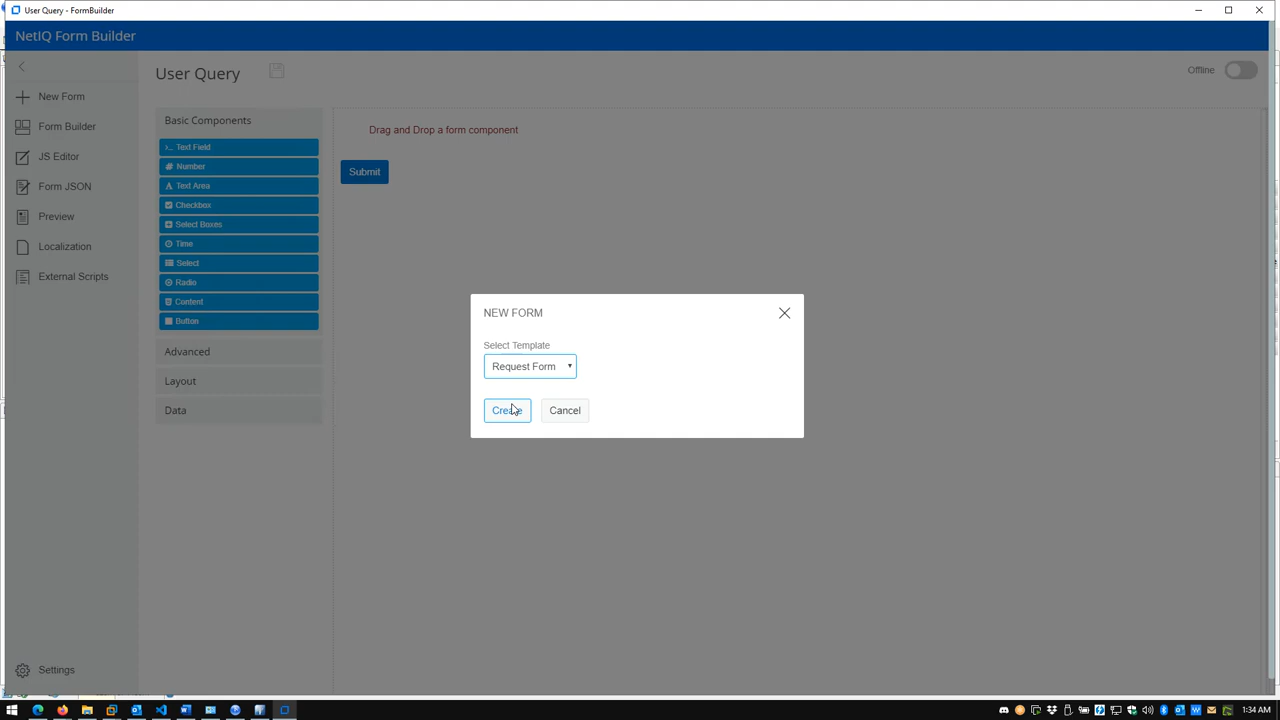 User Query - FormBuilder
NetIQ Form Builder
User Query
Offline
New Form
Form Builder
JS Editor
Form JSON
Preview
Localization
External Scripts
Settings
Basic Components
Text Field
Number
Text Area
Checkbox
Select Boxes
Time
Select
Radio
Content
Button
Advanced
Layout
Data
Drag and Drop a form component
Submit
NEW FORM
Select Template
Request Form
Create
Cancel
1:34 AM